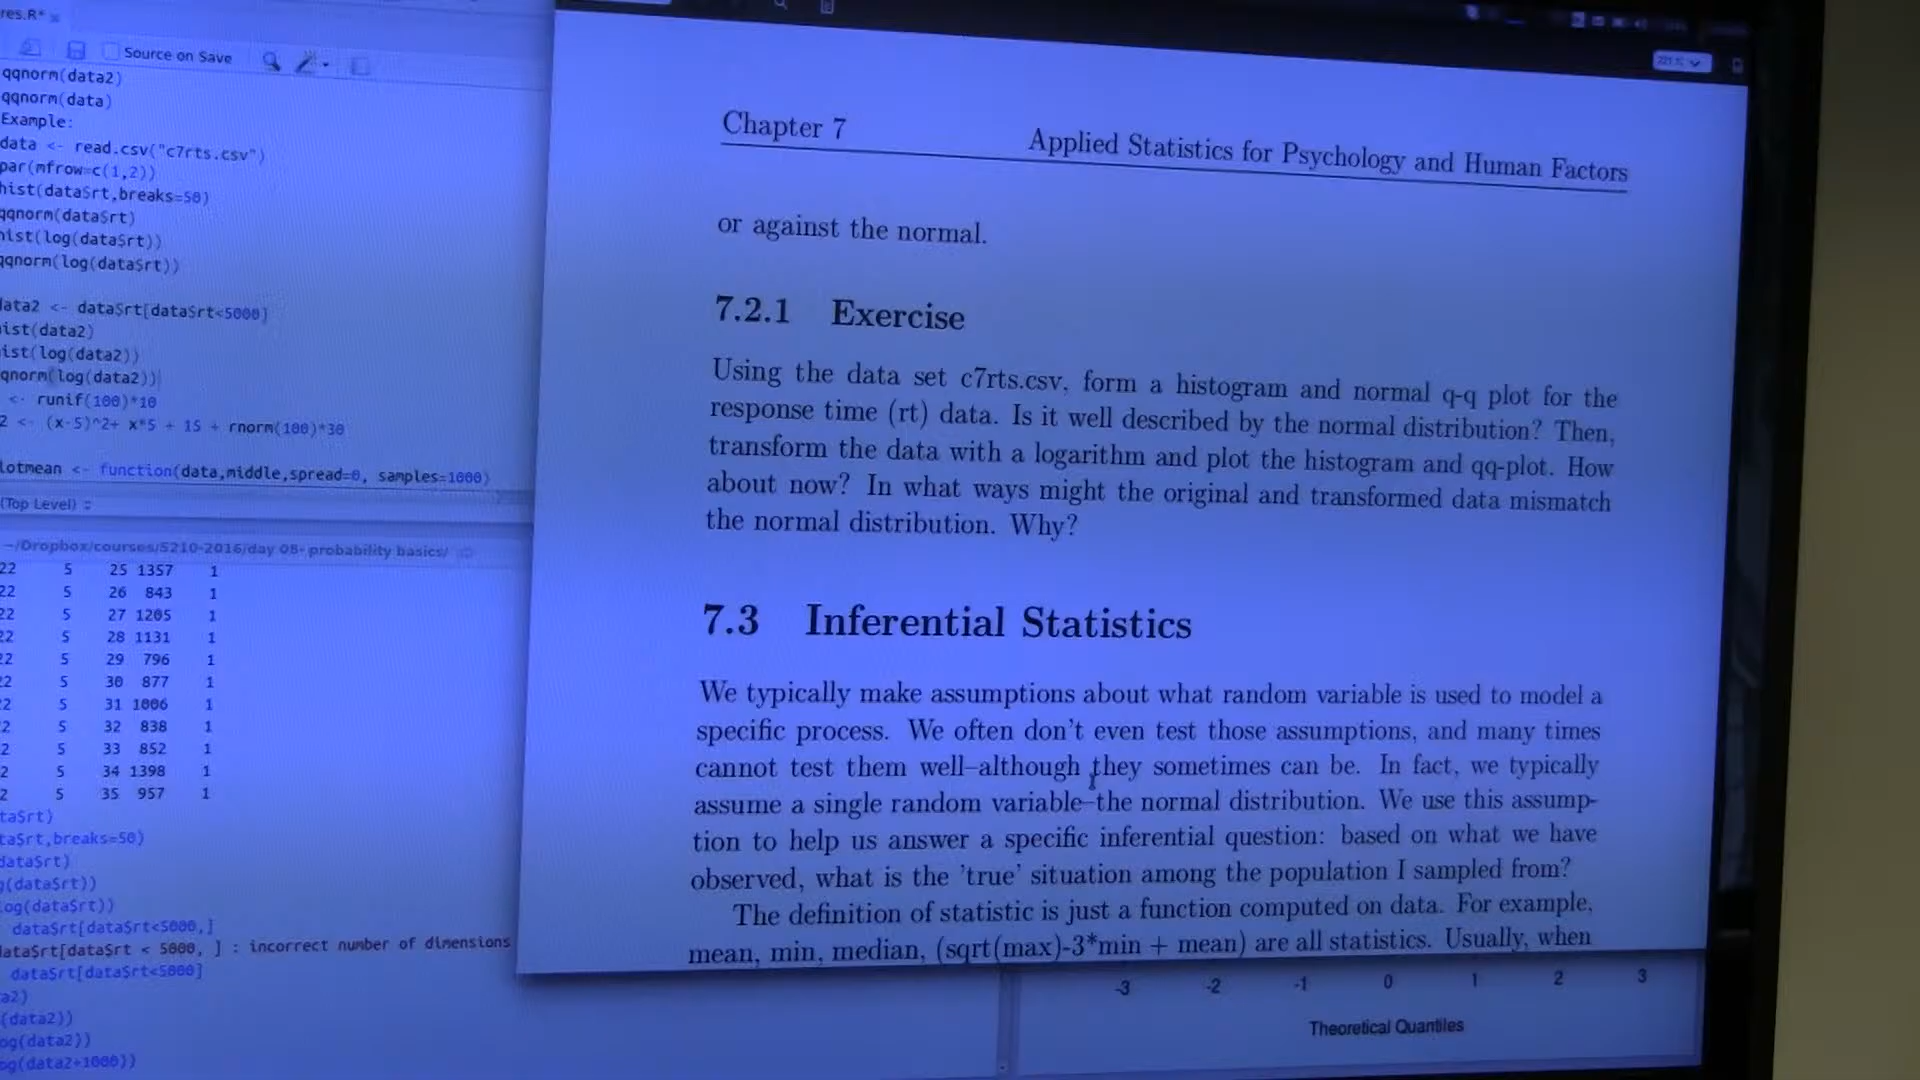 res.R*
Source on Save
qqnorm(data2)
qqnorm(data)
Example:
data <- read.csv("c7rts.csv")
par(mfrow=c(1,2))
hist(data$rt,breaks=50)
qqnorm(data$rt)
hist(log(data$rt))
qqnorm(log(data$rt))
data2 <- data$rt[data$rt<5000]
hist(data2)
hist(log(data2))
qnorm(log(data2))
<- runif(100)*10
2 <- (x-5)^2+ x*5 + 15 + rnorm(100)*30
lotmean <- function(data,middle,spread=0, samples=1000)
(Top Level)
~/Dropbox/courses/5210-2016/day 08- probability basics/
22 5 25 1357 1
22 5 26 843 1
22 5 27 1205 1
22 5 28 1131 1
22 5 29 796 1
22 5 30 877 1
2 5 31 1006 1
2 5 32 838 1
2 5 33 852 1
2 5 34 1398 1
2 5 35 957 1
ta$rt)
ta$rt,breaks=50)
data$rt)
g(data$rt))
log(data$rt))
data$rt[data$rt<5000,]
data$rt[data$rt < 5000, ] : incorrect number of dimensions
data$rt[data$rt<5000]
a2)
(data2))
og(data2))
og(data2+1000))
Chapter 7 Applied Statistics for Psychology and Human Factors
or against the normal.
7.2.1 Exercise
Using the data set c7rts.csv, form a histogram and normal q-q plot for the
response time (rt) data. Is it well described by the normal distribution? Then,
transform the data with a logarithm and plot the histogram and qq-plot. How
about now? In what ways might the original and transformed data mismatch
the normal distribution. Why?
7.3 Inferential Statistics
We typically make assumptions about what random variable is used to model a
specific process. We often don't even test those assumptions, and many times
cannot test them well–although they sometimes can be. In fact, we typically
assume a single random variable–the normal distribution. We use this assump-
tion to help us answer a specific inferential question: based on what we have
observed, what is the 'true' situation among the population I sampled from?
The definition of statistic is just a function computed on data. For example,
mean, min, median, (sqrt(max)-3*min + mean) are all statistics. Usually, when
-3 -2 -1 0 1 2 3
Theoretical Quantiles